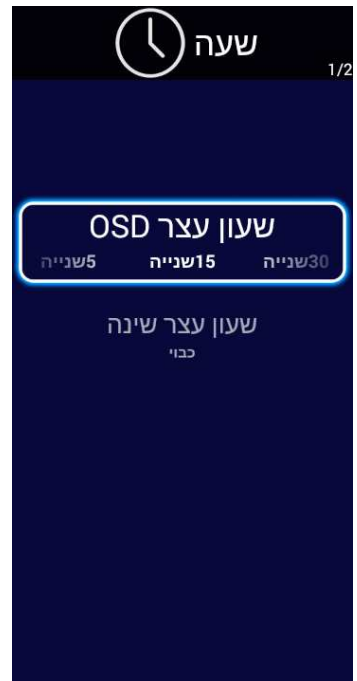 שעה
1/2
שעון עצר OSD
30שנייה 15שנייה 5שנייה
שעון עצר שינה
כבוי